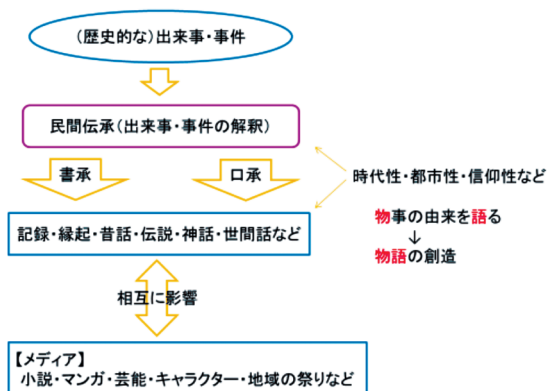 (歴史的な)出来事・事件
民間伝承(出来事・事件の解釈)
書承
口承
時代性・都市性・信仰性など
記録・縁起・昔話・伝説・神話・世間話など
物事の由来を語る
↓
物語の創造
相互に影響
【メディア】
小説・マンガ・芸能・キャラクター・地域の祭りなど